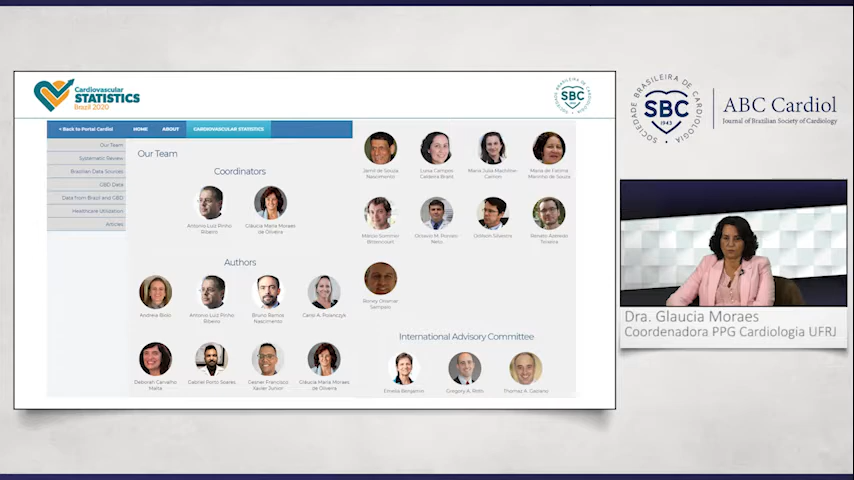 Cardiovascular
STATISTICS
Brazil 2020
SBC
< Back to Portal Cardiol
HOME
ABOUT
CARDIOVASCULAR STATISTICS
Our Team
Systematic Review
Brazilian Data Sources
GBD Data
Data from Brazil and GBD
Healthcare Utilization
Articles
Our Team
Coordinators
Antonio Luiz Pinho
Ribeiro
Gláucia Maria Moraes
de Oliveira
Authors
Andreia Biolo
Antonio Luiz Pinho
Ribeiro
Bruno Ramos
Nascimento
Carisi A. Polanczyk
Deborah Carvalho
Malta
Gabriel Porto Soares
Gesner Francisco
Xavier Junior
Gláucia Maria Moraes
de Oliveira
Jamil de Souza
Nascimento
Luisa Campos
Caldeira Brant
Maria Julia Machline
Carrion
Maria de Fatima
Marinho de Souza
Márcio Sommer
Bittencourt
Octavio M. Pontes-
Neto
Odilson Silvestre
Renato Azeredo
Teixeira
Roney Orismar
Sampaio
International Advisory Committee
Emelia Benjamin
Gregory A. Roth
Thomas A. Gaziano
SOCIEDADE BRASILEIRA DE CARDIOLOGIA
SBC
1943
ABC Cardiol
Journal of Brazilian Society of Cardiology
Dra. Glaucia Moraes
Coordenadora PPG Cardiologia UFRJ